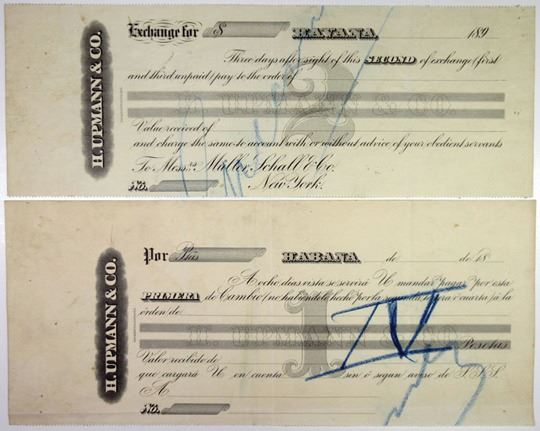 H. UPMANN & CO.
Exchange for $ HAVANA 189
Three days after sight of this SECOND of exchange (first
and third unpaid) pay to the order of
H. UPMANN & CO.
2
Value received of
and charge the same to account with or without advice of your obedient servants
To Messrs. Müller, Schall & Co.
New York.
No.
H. UPMANN & CO.
Por Ptas HABANA de de 18
A ocho dias vista se servirá U. mandar pagar por esta
PRIMERA de Cambio (no habiendolo hecho por la segunda, tercera y cuarta) á la
órden de
H. UPMANN & CO.
1
Pesetas
IV
Valor recibido de
que cargará U. en cuenta sin ó segun aviso de S.S.S.
A
No.